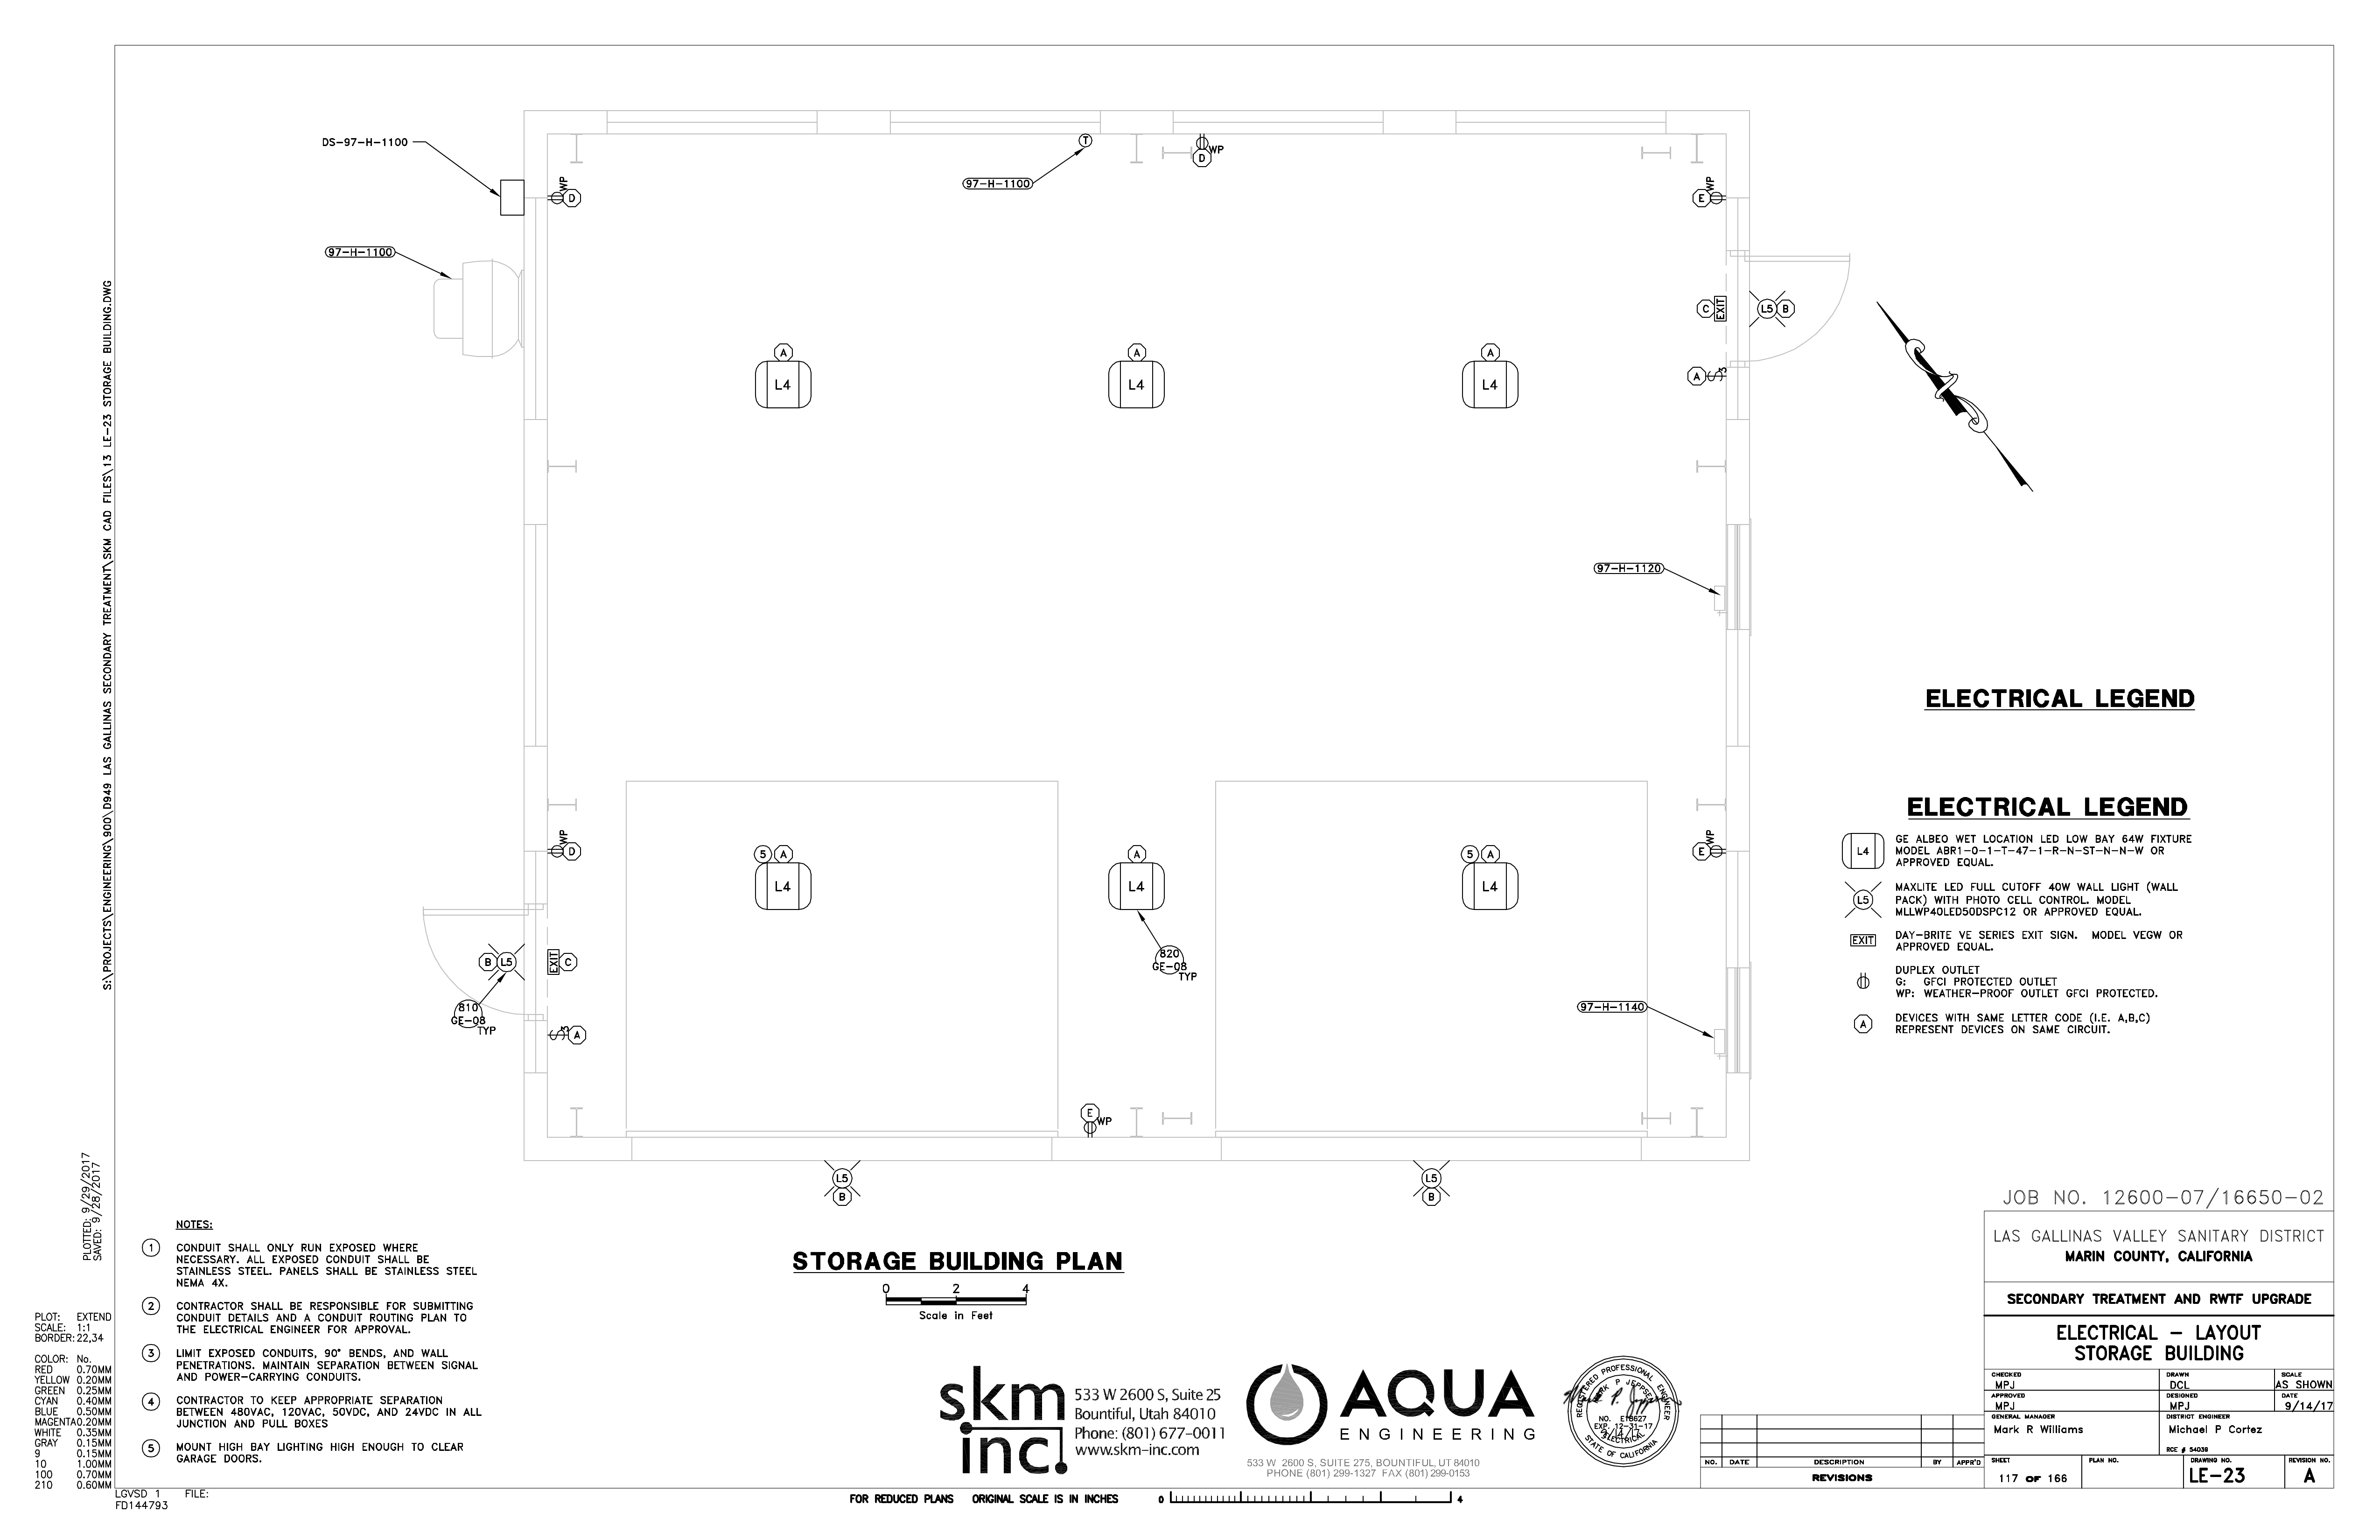 DS-97-H-1100
97-H-1100
97-H-1100
WP
D
WP
D
T
WP
E
C
EXIT
L5
B
A
3
A
A
A
L4
L4
L4
97-H-1120
WP
D
WP
E
5
A
A
5
A
L4
L4
L4
B
L5
EXIT
C
820
GE-08
TYP
810
GE-08
TYP
3
A
97-H-1140
E
WP
L5
B
L5
B
ELECTRICAL LEGEND
ELECTRICAL LEGEND
L4
GE ALBEO WET LOCATION LED LOW BAY 64W FIXTURE
MODEL ABR1-0-1-T-47-1-R-N-ST-N-N-W OR
APPROVED EQUAL.
L5
MAXLITE LED FULL CUTOFF 40W WALL LIGHT (WALL
PACK) WITH PHOTO CELL CONTROL. MODEL
MLLWP40LED50DSPC12 OR APPROVED EQUAL.
EXIT
DAY-BRITE VE SERIES EXIT SIGN. MODEL VEGW OR
APPROVED EQUAL.
DUPLEX OUTLET
G: GFCI PROTECTED OUTLET
WP: WEATHER-PROOF OUTLET GFCI PROTECTED.
A
DEVICES WITH SAME LETTER CODE (I.E. A,B,C)
REPRESENT DEVICES ON SAME CIRCUIT.
S:\PROJECTS\ENGINEERING\900\D949 LAS GALLINAS SECONDARY TREATMENT\SKM CAD FILES\13 LE-23 STORAGE BUILDING.DWG
PLOTTED: 9/29/2017
SAVED: 9/28/2017
PLOT: EXTEND
SCALE: 1:1
BORDER: 22,34
COLOR: No.
RED 0.70MM
YELLOW 0.20MM
GREEN 0.25MM
CYAN 0.40MM
BLUE 0.50MM
MAGENTA 0.20MM
WHITE 0.35MM
GRAY 0.15MM
9 0.15MM
10 1.00MM
100 0.70MM
210 0.60MM
LGVSD 1 FILE:
FD144793
NOTES:
1 CONDUIT SHALL ONLY RUN EXPOSED WHERE
NECESSARY. ALL EXPOSED CONDUIT SHALL BE
STAINLESS STEEL. PANELS SHALL BE STAINLESS STEEL
NEMA 4X.
2 CONTRACTOR SHALL BE RESPONSIBLE FOR SUBMITTING
CONDUIT DETAILS AND A CONDUIT ROUTING PLAN TO
THE ELECTRICAL ENGINEER FOR APPROVAL.
3 LIMIT EXPOSED CONDUITS, 90° BENDS, AND WALL
PENETRATIONS. MAINTAIN SEPARATION BETWEEN SIGNAL
AND POWER-CARRYING CONDUITS.
4 CONTRACTOR TO KEEP APPROPRIATE SEPARATION
BETWEEN 480VAC, 120VAC, 50VDC, AND 24VDC IN ALL
JUNCTION AND PULL BOXES
5 MOUNT HIGH BAY LIGHTING HIGH ENOUGH TO CLEAR
GARAGE DOORS.
STORAGE BUILDING PLAN
0 2 4
Scale in Feet
skm
inc.
533 W 2600 S, Suite 25
Bountiful, Utah 84010
Phone: (801) 677-0011
www.skm-inc.com
AQUA
ENGINEERING
533 W 2600 S, SUITE 275, BOUNTIFUL, UT 84010
PHONE (801) 299-1327 FAX (801) 299-0153
REGISTERED PROFESSIONAL ENGINEER
MARK P JEPPSEN
NO. E18627
EXP. 12-31-17
ELECTRICAL
STATE OF CALIFORNIA
FOR REDUCED PLANS ORIGINAL SCALE IS IN INCHES 0 4
NO. DATE DESCRIPTION BY APPR'D
REVISIONS
JOB NO. 12600-07/16650-02
LAS GALLINAS VALLEY SANITARY DISTRICT
MARIN COUNTY, CALIFORNIA
SECONDARY TREATMENT AND RWTF UPGRADE
ELECTRICAL - LAYOUT
STORAGE BUILDING
CHECKED DRAWN SCALE
MPJ DCL AS SHOWN
APPROVED DESIGNED DATE
MPJ MPJ 9/14/17
GENERAL MANAGER DISTRICT ENGINEER
Mark R Williams Michael P Cortez
RCE # 54039
SHEET PLAN NO. DRAWING NO. REVISION NO.
117 OF 166 LE-23 A